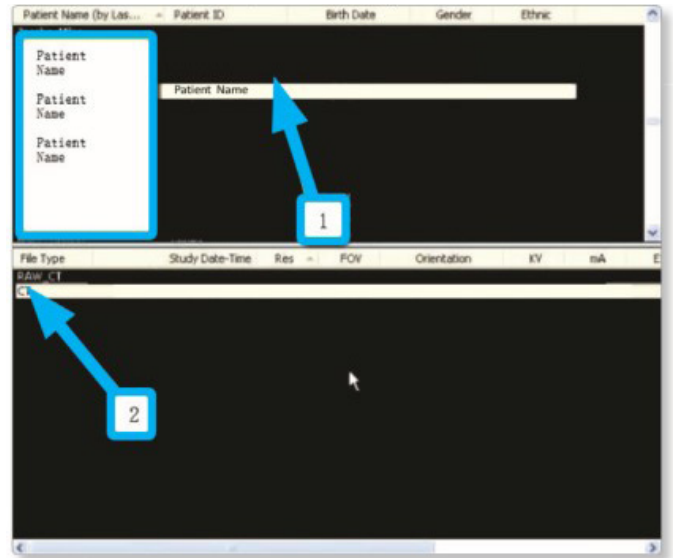 Patient Name (by Las... Patient ID Birth Date Gender Ethnic
Patient
Name
Patient Name
Patient
Name
Patient
Name
1
File Type Study Date-Time Res FOV Orientation KV mA E
RAW_CT
CT
2